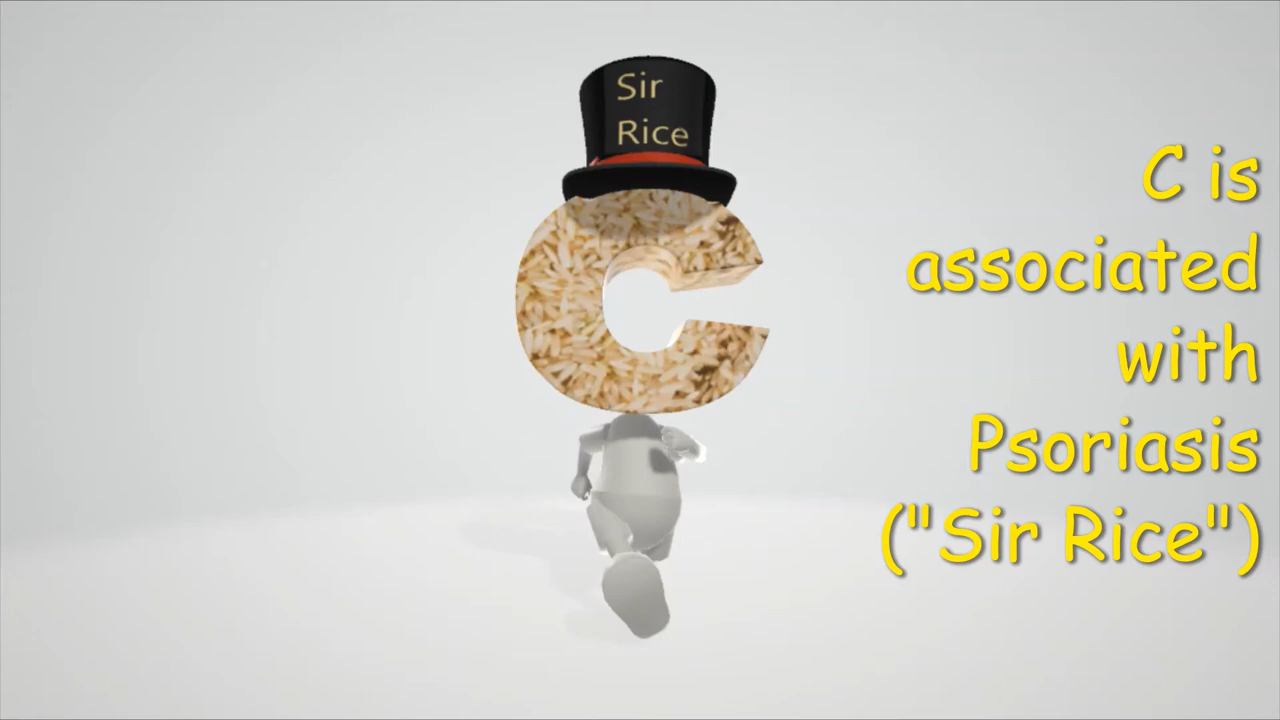 Sir
Rice
C is
associated
with
Psoriasis
("Sir Rice")